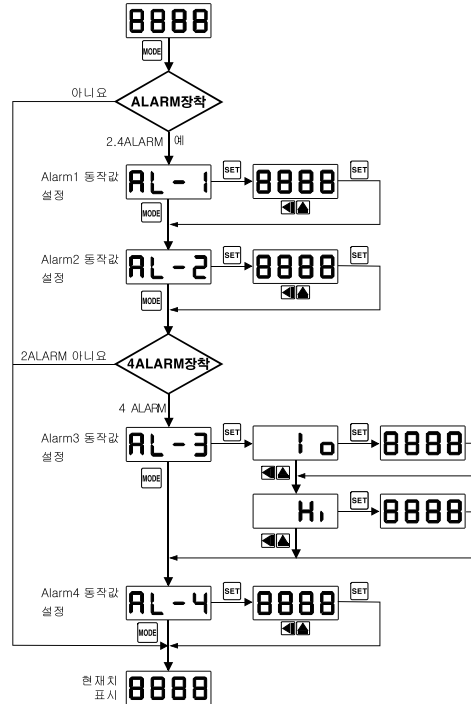 8888
MODE
아니요
ALARM장착
2.4ALARM 예
Alarm1 동작값
설정
AL-1
SET
8888
SET
MODE
Alarm2 동작값
설정
AL-2
SET
8888
SET
MODE
2ALARM 아니요
4ALARM장착
4 ALARM
Alarm3 동작값
설정
AL-3
SET
lo
SET
8888
MODE
Hi
SET
8888
Alarm4 동작값
설정
AL-4
SET
8888
SET
MODE
현재치
표시
8888